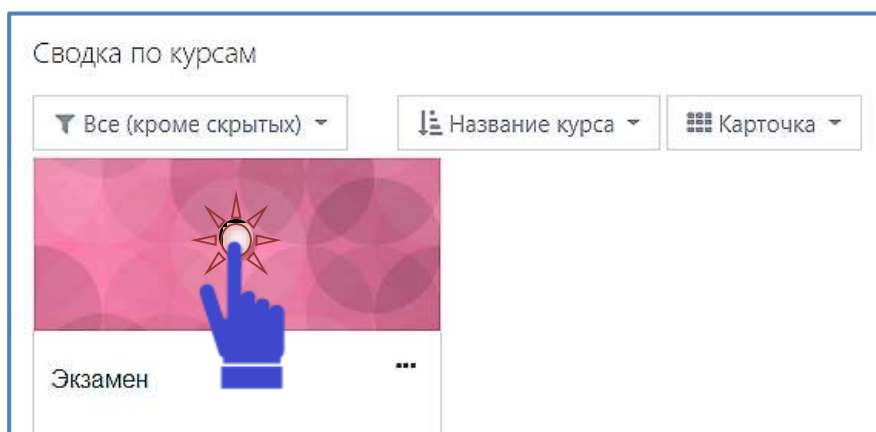 Сводка по курсам
Все (кроме скрытых) Название курса Карточка
Экзамен